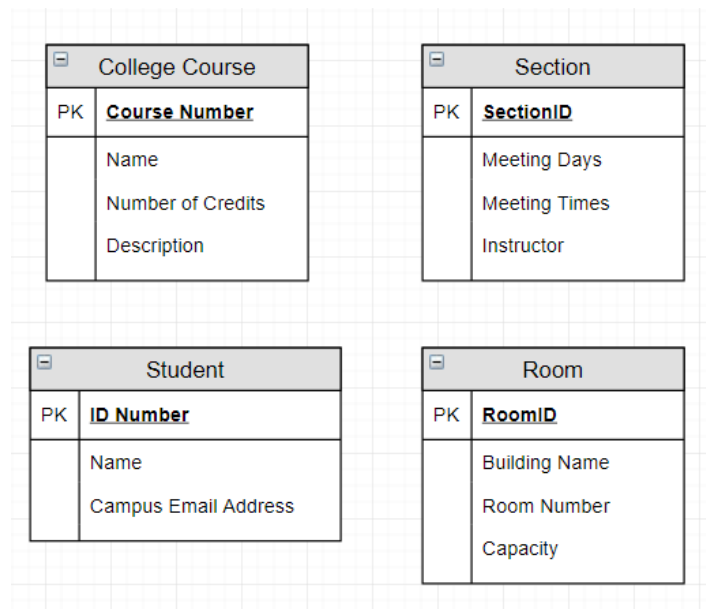 College Course
PK Course Number
Name
Number of Credits
Description
Section
PK SectionID
Meeting Days
Meeting Times
Instructor
Student
PK ID Number
Name
Campus Email Address
Room
PK RoomID
Building Name
Room Number
Capacity